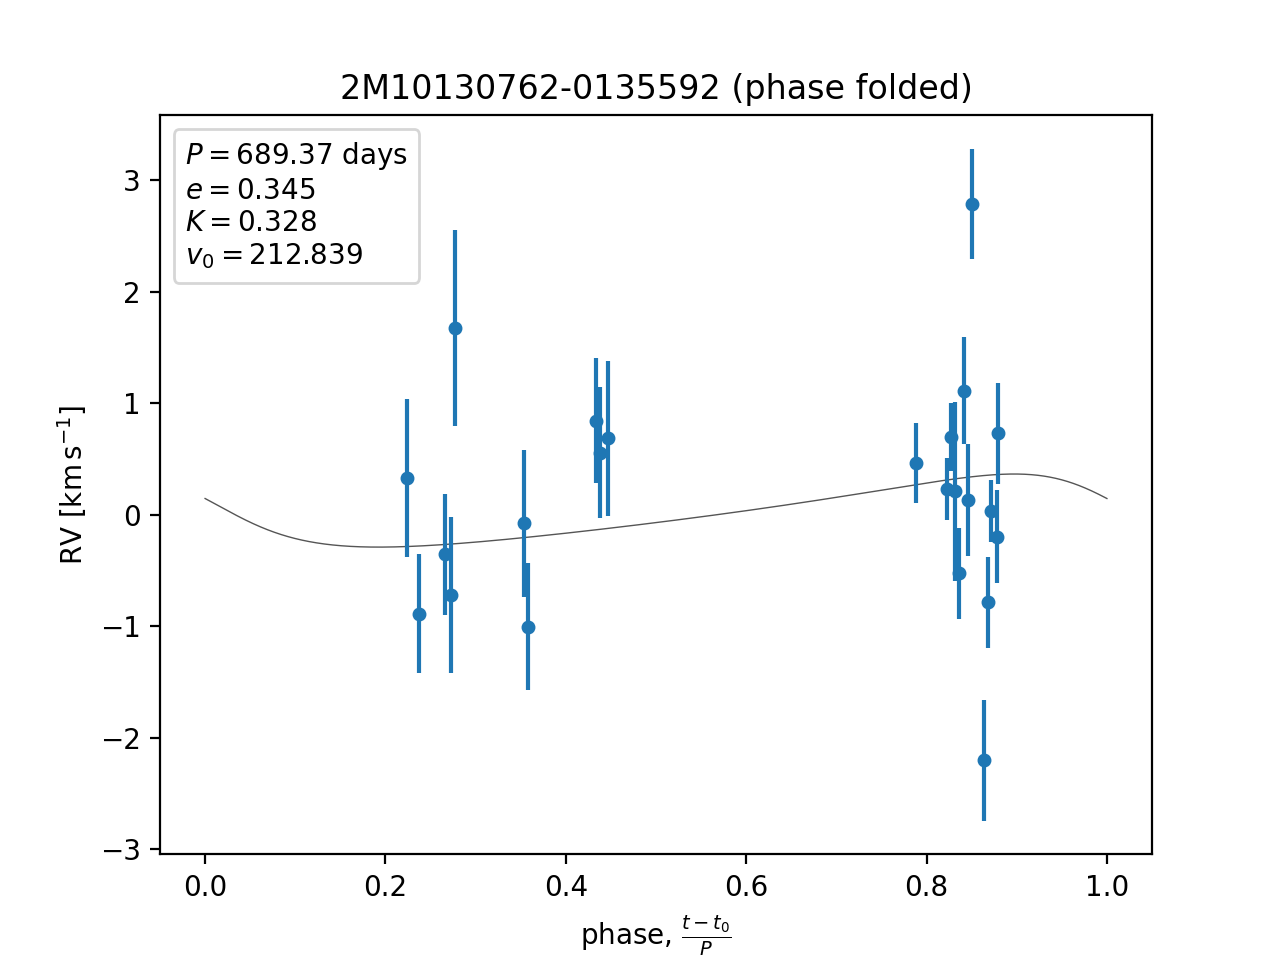 2M10130762-0135592 (phase folded)
P = 689.37 days
e = 0.345
K = 0.328
v₀ = 212.839
3
2
1
0
−1
−2
−3
RV [km s⁻¹]
0.0 0.2 0.4 0.6 0.8 1.0
phase, (t − t₀)/P